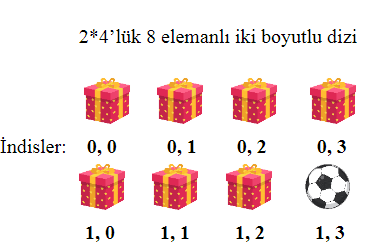 2*4’lük 8 elemanlı iki boyutlu dizi
İndisler: 0, 0 0, 1 0, 2 0, 3
1, 0 1, 1 1, 2 1, 3